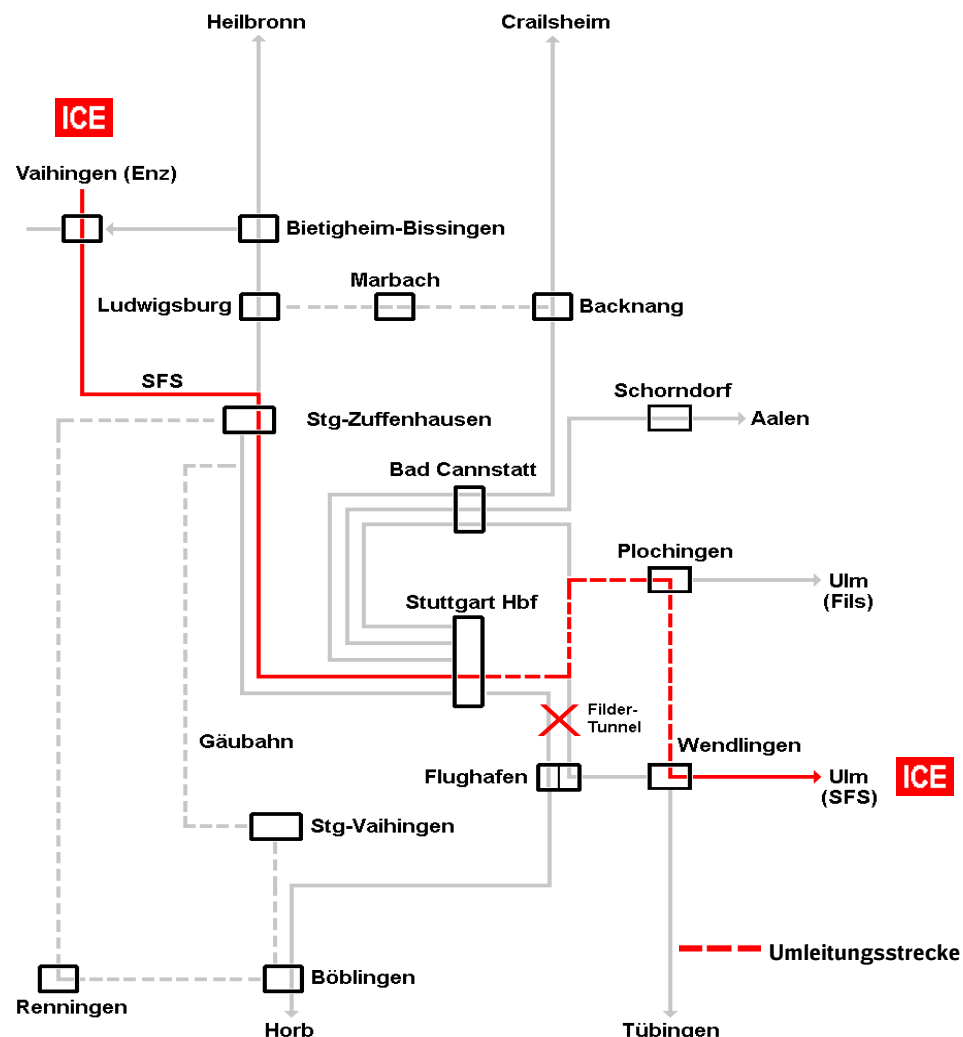 Heilbronn
Crailsheim
ICE
Vaihingen (Enz)
Bietigheim-Bissingen
Marbach
Ludwigsburg
Backnang
SFS
Schorndorf
Stg-Zuffenhausen
Aalen
Bad Cannstatt
Plochingen
Ulm
(Fils)
Stuttgart Hbf
Filder-
Tunnel
Gäubahn
Wendlingen
Flughafen
Ulm
(SFS)
ICE
Stg-Vaihingen
Umleitungsstrecke
Böblingen
Renningen
Horb
Tübingen